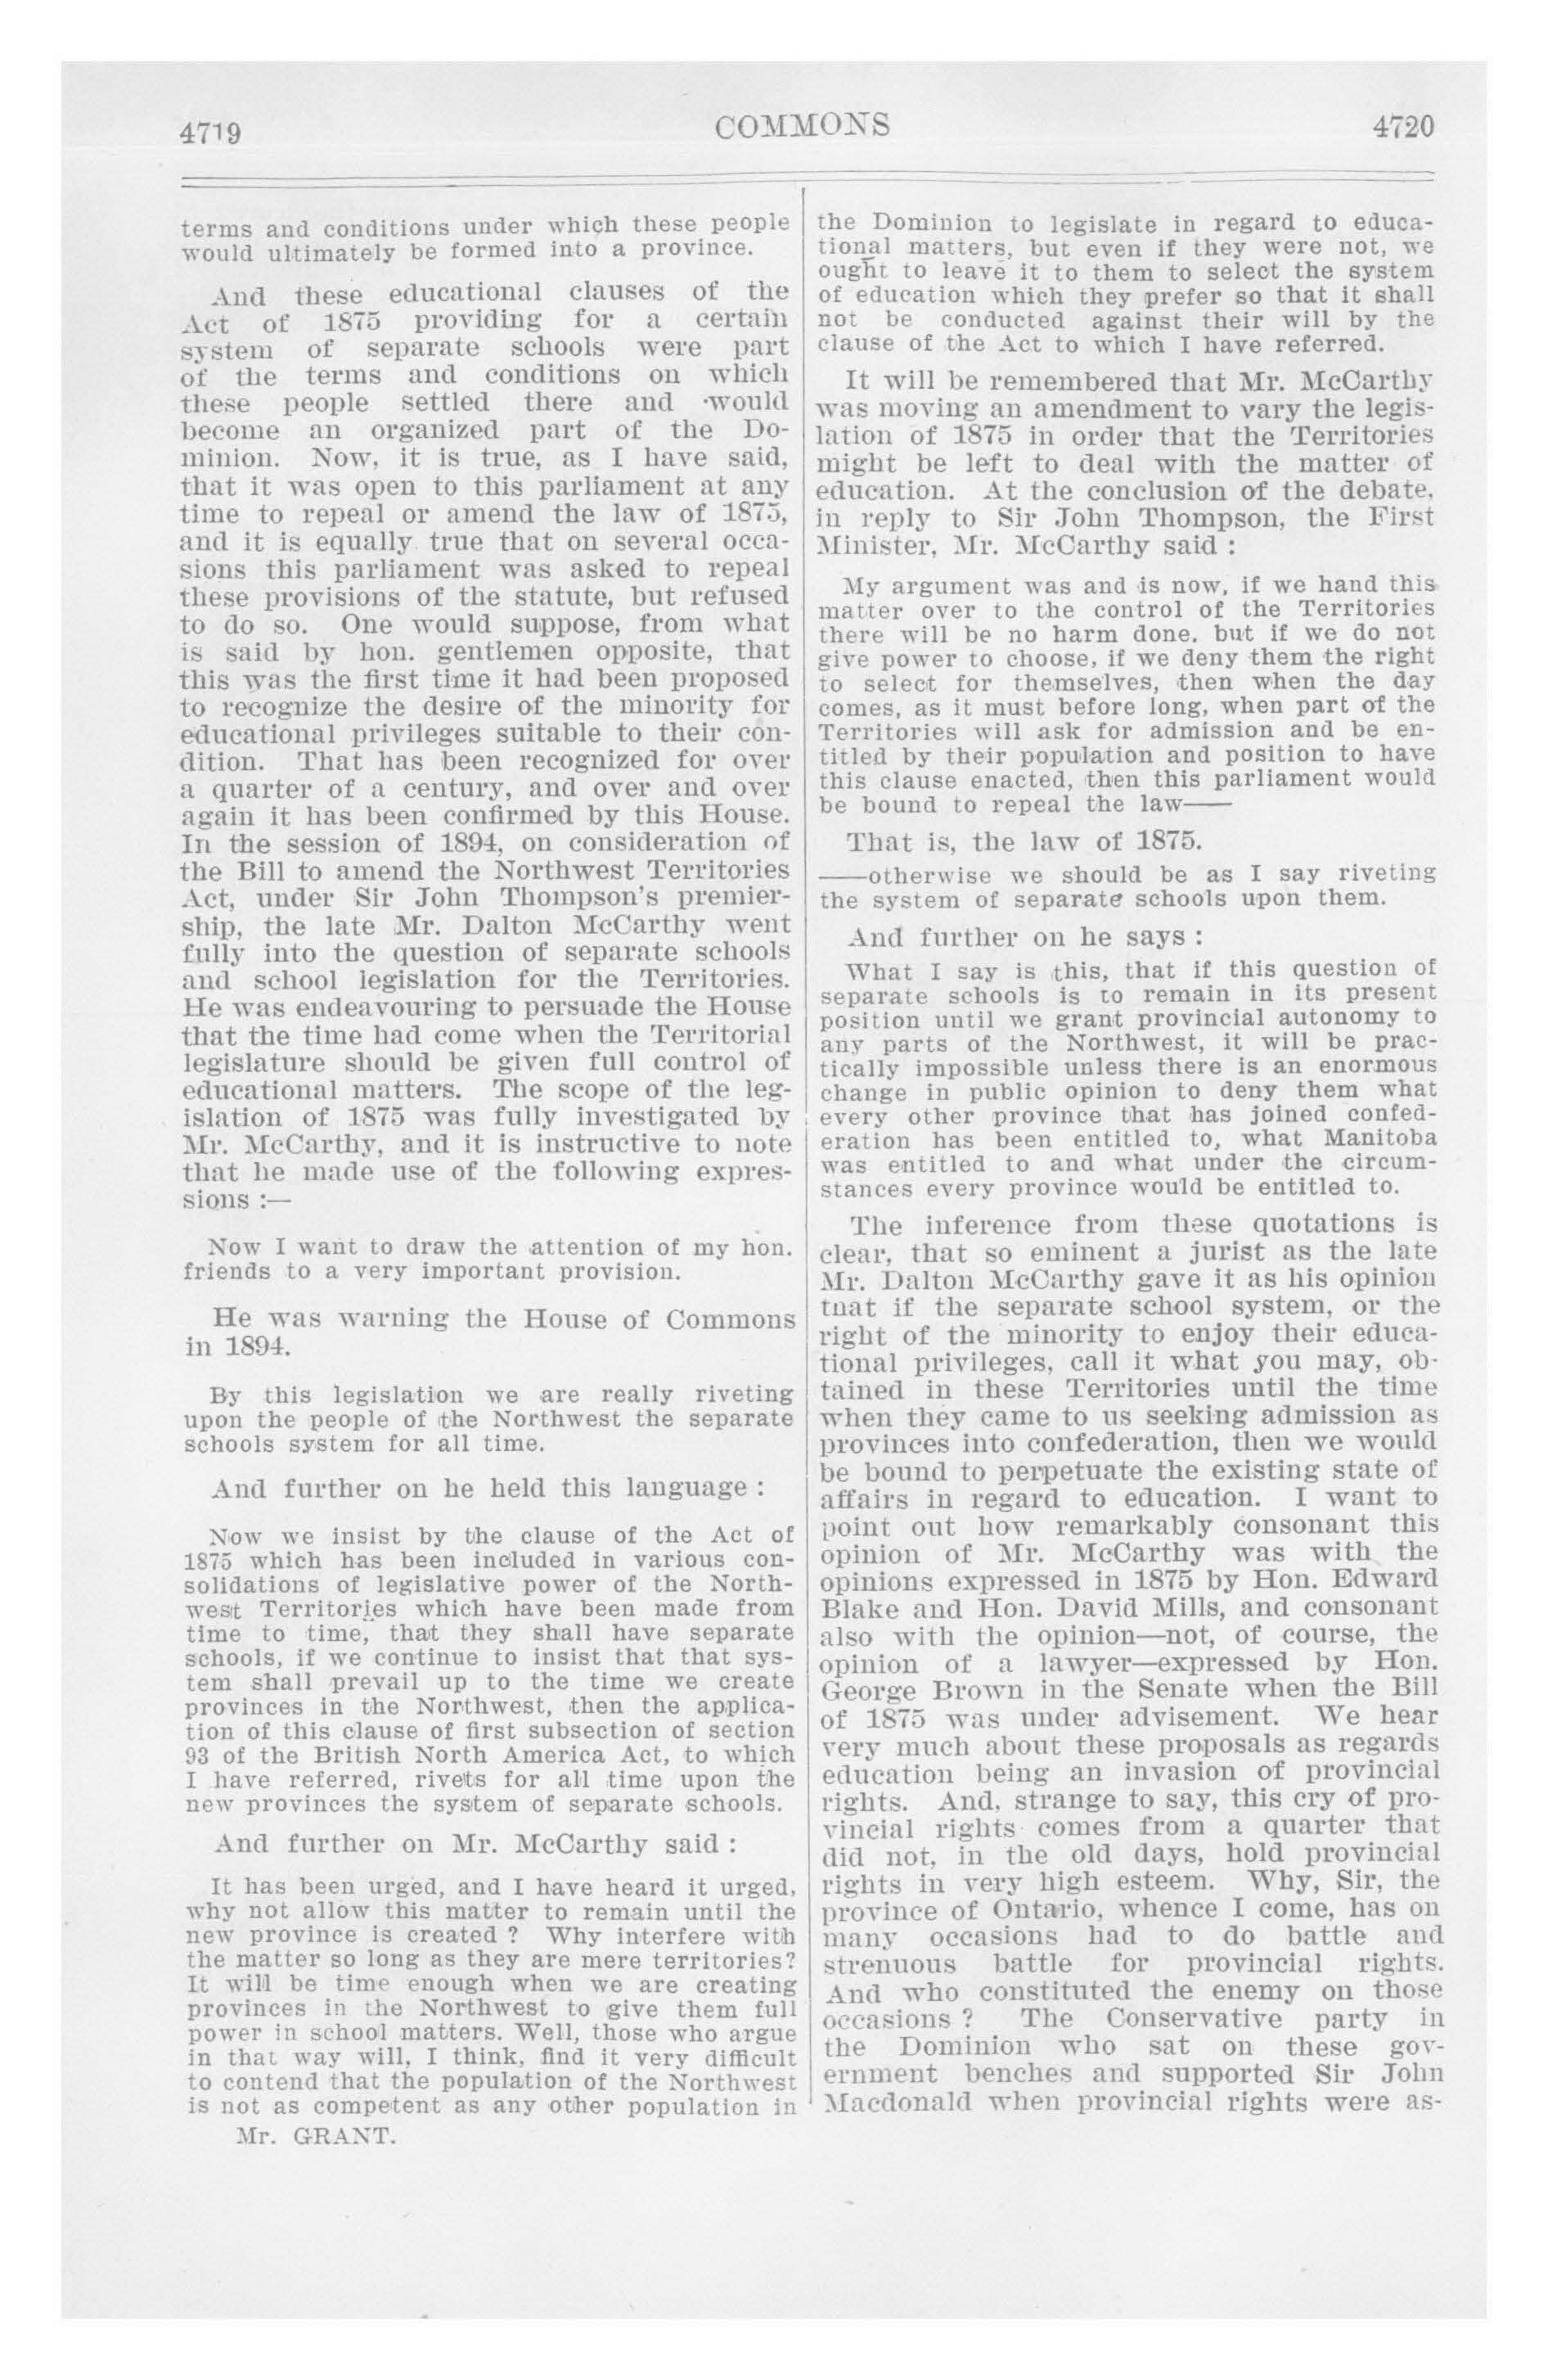 4719
COMMONS
4720
terms and conditions under which these people
would ultimately be formed into a province.
And these educational clauses of the
Act of 1875 providing for a certain
system of separate schools were part
of the terms and conditions on which
these people settled there and would
become an organized part of the Do-
minion. Now, it is true, as I have said,
that it was open to this parliament at any
time to repeal or amend the law of 1875,
and it is equally true that on several occa-
sions this parliament was asked to repeal
these provisions of the statute, but refused
to do so. One would suppose, from what
is said by hon. gentlemen opposite, that
this was the first time it had been proposed
to recognize the desire of the minority for
educational privileges suitable to their con-
dition. That has been recognized for over
a quarter of a century, and over and over
again it has been confirmed by this House.
In the session of 1894, on consideration of
the Bill to amend the Northwest Territories
Act, under Sir John Thompson's premier-
ship, the late Mr. Dalton McCarthy went
fully into the question of separate schools
and school legislation for the Territories.
He was endeavouring to persuade the House
that the time had come when the Territorial
legislature should be given full control of
educational matters. The scope of the leg-
islation of 1875 was fully investigated by
Mr. McCarthy, and it is instructive to note
that he made use of the following expres-
sions :—
Now I want to draw the attention of my hon.
friends to a very important provision.
He was warning the House of Commons
in 1894.
By this legislation we are really riveting
upon the people of the Northwest the separate
schools system for all time.
And further on he held this language :
Now we insist by the clause of the Act of
1875 which has been included in various con-
solidations of legislative power of the North-
west Territories which have been made from
time to time, that they shall have separate
schools, if we continue to insist that that sys-
tem shall prevail up to the time we create
provinces in the Northwest, then the applica-
tion of this clause of first subsection of section
93 of the British North America Act, to which
I have referred, rivets for all time upon the
new provinces the system of separate schools.
And further on Mr. McCarthy said :
It has been urged, and I have heard it urged,
why not allow this matter to remain until the
new province is created ? Why interfere with
the matter so long as they are mere territories?
It will be time enough when we are creating
provinces in the Northwest to give them full
power in school matters. Well, those who argue
in that way will, I think, find it very difficult
to contend that the population of the Northwest
is not as competent as any other population in
Mr. GRANT.
the Dominion to legislate in regard to educa-
tional matters, but even if they were not, we
ought to leave it to them to select the system
of education which they prefer so that it shall
not be conducted against their will by the
clause of the Act to which I have referred.
It will be remembered that Mr. McCarthy
was moving an amendment to vary the legis-
lation of 1875 in order that the Territories
might be left to deal with the matter of
education. At the conclusion of the debate,
in reply to Sir John Thompson, the First
Minister, Mr. McCarthy said :
My argument was and is now, if we hand this
matter over to the control of the Territories
there will be no harm done, but if we do not
give power to choose, if we deny them the right
to select for themselves, then when the day
comes, as it must before long, when part of the
Territories will ask for admission and be en-
titled by their population and position to have
this clause enacted, then this parliament would
be bound to repeal the law——
That is, the law of 1875.
——otherwise we should be as I say riveting
the system of separate schools upon them.
And further on he says :
What I say is this, that if this question of
separate schools is to remain in its present
position until we grant provincial autonomy to
any parts of the Northwest, it will be prac-
tically impossible unless there is an enormous
change in public opinion to deny them what
every other province that has joined confed-
eration has been entitled to, what Manitoba
was entitled to and what under the circum-
stances every province would be entitled to.
The inference from these quotations is
clear, that so eminent a jurist as the late
Mr. Dalton McCarthy gave it as his opinion
tnat if the separate school system, or the
right of the minority to enjoy their educa-
tional privileges, call it what you may, ob-
tained in these Territories until the time
when they came to us seeking admission as
provinces into confederation, then we would
be bound to perpetuate the existing state of
affairs in regard to education. I want to
point out how remarkably consonant this
opinion of Mr. McCarthy was with the
opinions expressed in 1875 by Hon. Edward
Blake and Hon. David Mills, and consonant
also with the opinion—not, of course, the
opinion of a lawyer—expressed by Hon.
George Brown in the Senate when the Bill
of 1875 was under advisement. We hear
very much about these proposals as regards
education being an invasion of provincial
rights. And, strange to say, this cry of pro-
vincial rights comes from a quarter that
did not, in the old days, hold provincial
rights in very high esteem. Why, Sir, the
province of Ontario, whence I come, has on
many occasions had to do battle and
strenuous battle for provincial rights.
And who constituted the enemy on those
occasions ? The Conservative party in
the Dominion who sat on these gov-
ernment benches and supported Sir John
Macdonald when provincial rights were as-